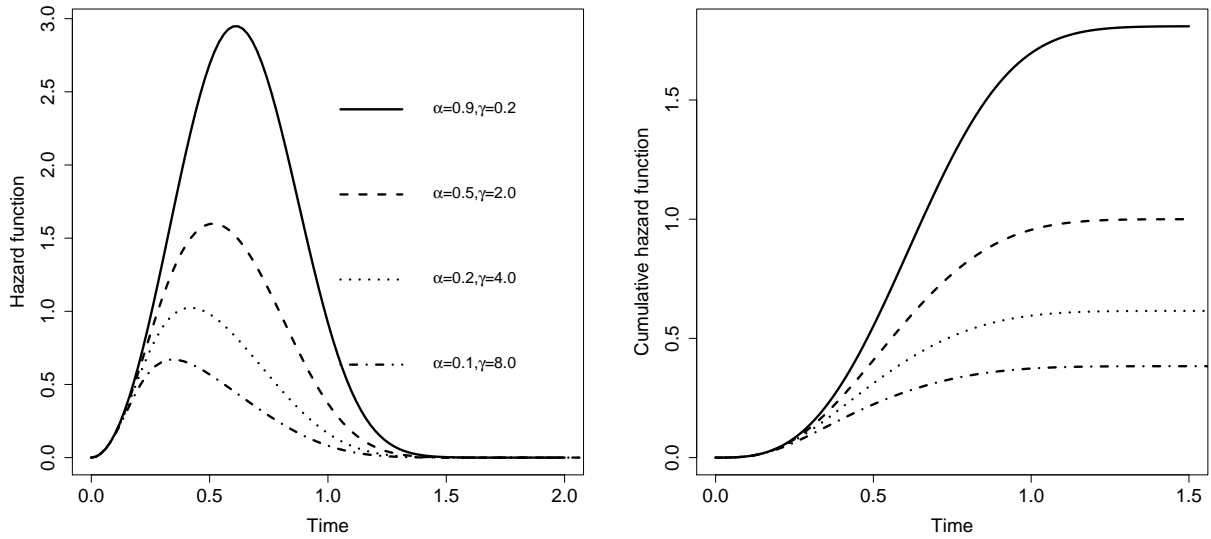 Hazard function
3.0
2.5
2.0
1.5
1.0
0.5
0.0
α=0.9,γ=0.2
α=0.5,γ=2.0
α=0.2,γ=4.0
α=0.1,γ=8.0
0.0 0.5 1.0 1.5 2.0
Time
Cumulative hazard function
1.5
1.0
0.5
0.0
0.0 0.5 1.0 1.5
Time